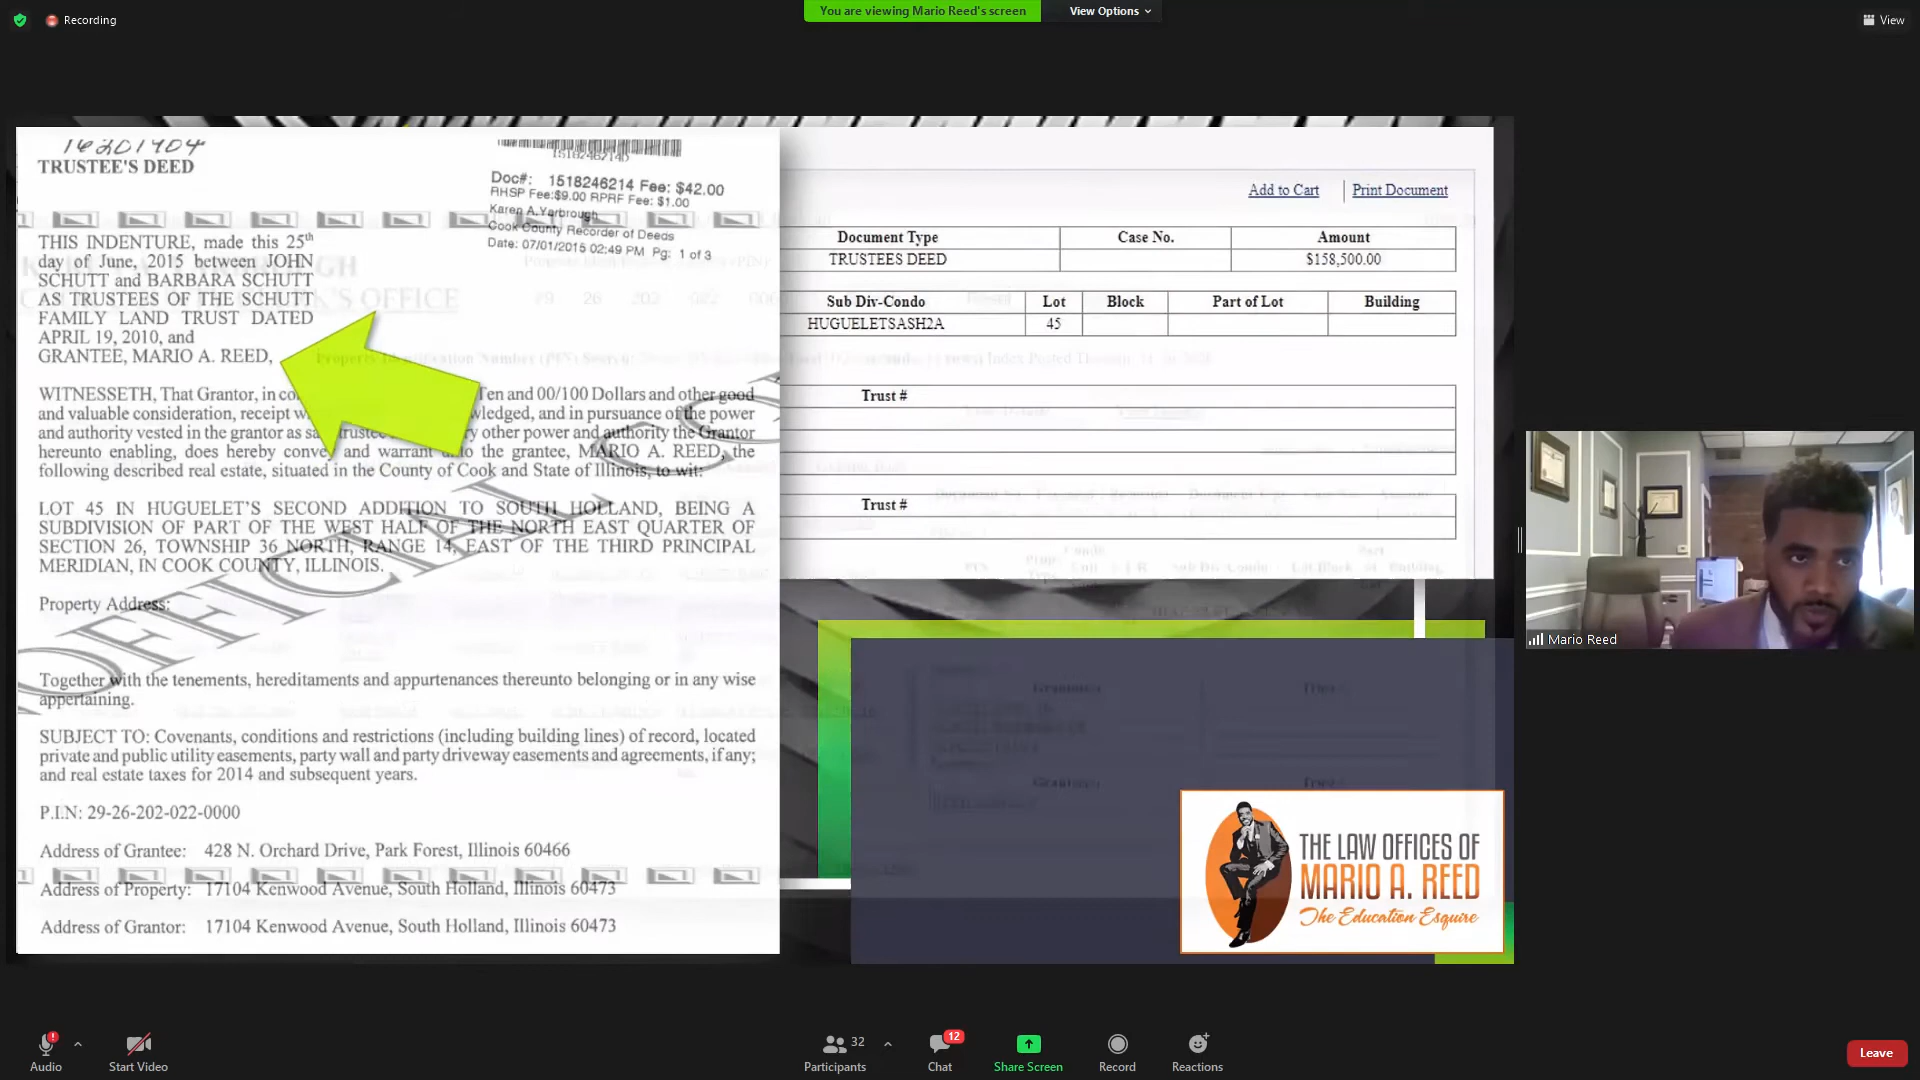 Recording
You are viewing Mario Reed's screen
View Options
View
16201404
TRUSTEE'S DEED
Doc#: 1518246214 Fee: $42.00
RHSP Fee:$9.00 RPRF Fee: $1.00
Karen A.Yarbrough
Cook County Recorder of Deeds
Date: 07/01/2015 02:49 PM Pg: 1 of 3
THIS INDENTURE, made this 25th
day of June, 2015 between JOHN
SCHUTT and BARBARA SCHUTT
AS TRUSTEES OF THE SCHUTT
FAMILY LAND TRUST DATED
APRIL 19, 2010, and
GRANTEE, MARIO A. REED,
WITNESSETH, That Grantor, in Ten and 00/100 Dollars and other good
and valuable consideration, receipt and in pursuance of the power
and authority vested in the grantor as other power and authority the Grantor
hereunto enabling, does hereby and warrant the grantee, MARIO A. REED, the
following described real estate, situated in the County of Cook and State of Illinois, to wit:
LOT 45 IN HUGUELET'S SECOND ADDITION TO SOUTH HOLLAND, BEING A
SUBDIVISION OF PART OF THE WEST HALF OF THE NORTH EAST QUARTER OF
SECTION 26, TOWNSHIP 36 NORTH, RANGE 14, EAST OF THE THIRD PRINCIPAL
MERIDIAN, IN COOK COUNTY, ILLINOIS.
Property Address:
OFFICIAL
Together with the tenements, hereditaments and appurtenances thereunto belonging or in any wise
appertaining.
SUBJECT TO: Covenants, conditions and restrictions (including building lines) of record, located
private and public utility easements, party wall and party driveway easements and agreements, if any;
and real estate taxes for 2014 and subsequent years.
P.I.N: 29-26-202-022-0000
Address of Grantee: 428 N. Orchard Drive, Park Forest, Illinois 60466
Address of Property: 17104 Kenwood Avenue, South Holland, Illinois 60473
Address of Grantor: 17104 Kenwood Avenue, South Holland, Illinois 60473
Add to Cart | Print Document
Document Type Case No. Amount
TRUSTEES DEED $158,500.00
Sub Div-Condo Lot Block Part of Lot Building
HUGUELETSASH2A 45
Trust #
Trust #
THE LAW OFFICES OF
MARIO A. REED
The Education Esquire
Mario Reed
Audio
Start Video
32
Participants
12
Chat
Share Screen
Record
Reactions
Leave